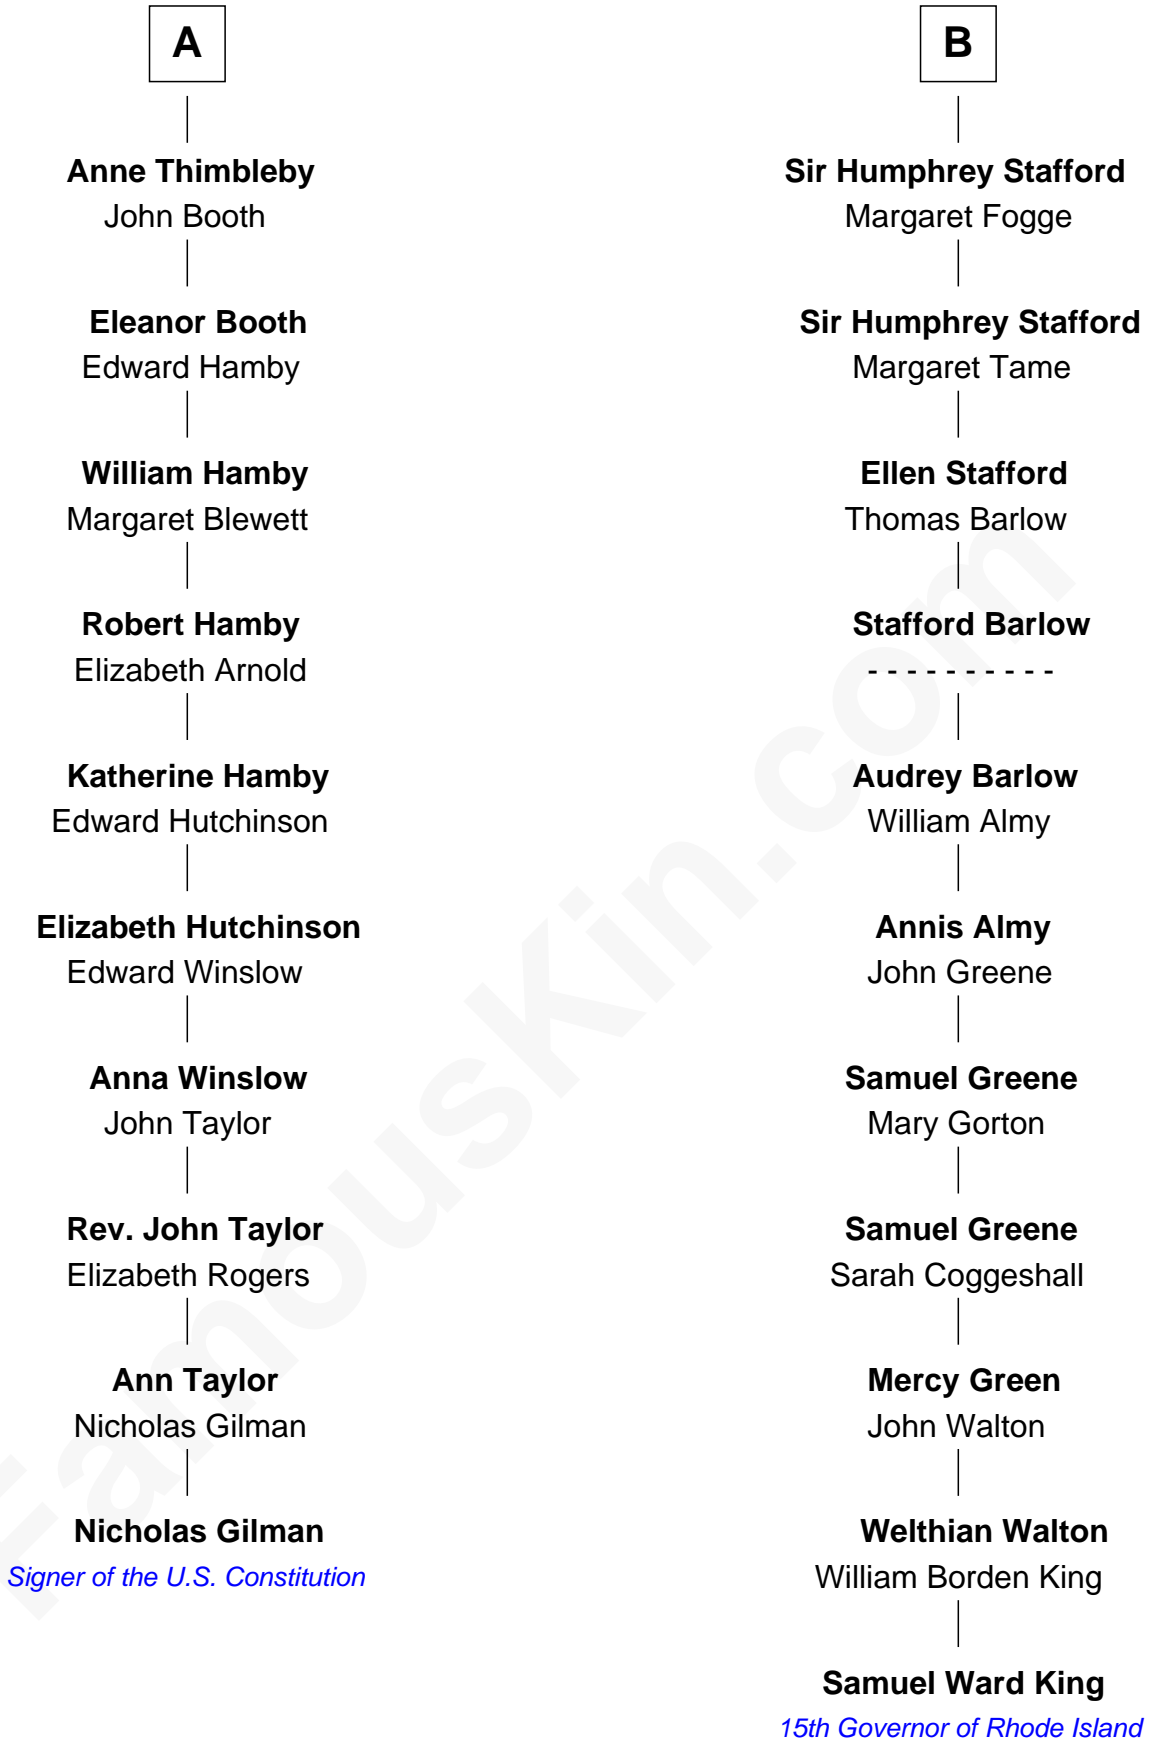 A
Anne Thimbleby
John Booth
Eleanor Booth
Edward Hamby
William Hamby
Margaret Blewett
Robert Hamby
Elizabeth Arnold
Katherine Hamby
Edward Hutchinson
Elizabeth Hutchinson
Edward Winslow
Anna Winslow
John Taylor
Rev. John Taylor
Elizabeth Rogers
Ann Taylor
Nicholas Gilman
Nicholas Gilman
Signer of the U.S. Constitution
B
Sir Humphrey Stafford
Margaret Fogge
Sir Humphrey Stafford
Margaret Tame
Ellen Stafford
Thomas Barlow
Stafford Barlow
- - - - - - - - - -
Audrey Barlow
William Almy
Annis Almy
John Greene
Samuel Greene
Mary Gorton
Samuel Greene
Sarah Coggeshall
Mercy Green
John Walton
Welthian Walton
William Borden King
Samuel Ward King
15th Governor of Rhode Island
FamousKin.com